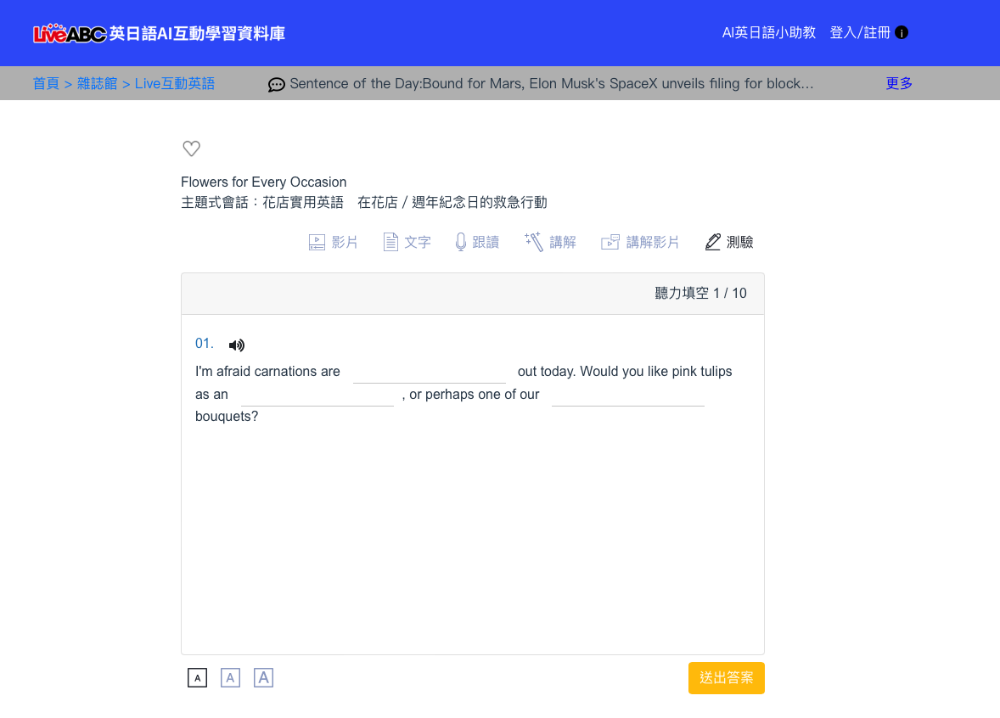 LiveABC 英日語AI互動學習資料庫
AI英日語小助教 登入/註冊 i
首頁 > 雜誌館 > Live互動英語
Sentence of the Day:Bound for Mars, Elon Musk's SpaceX unveils filing for block...
更多
Flowers for Every Occasion
主題式會話：花店實用英語　在花店 / 週年紀念日的救急行動
影片 文字 跟讀 講解 講解影片 測驗
聽力填空 1 / 10
01.
I'm afraid carnations are out today. Would you like pink tulips
as an , or perhaps one of our
bouquets?
A A A
送出答案